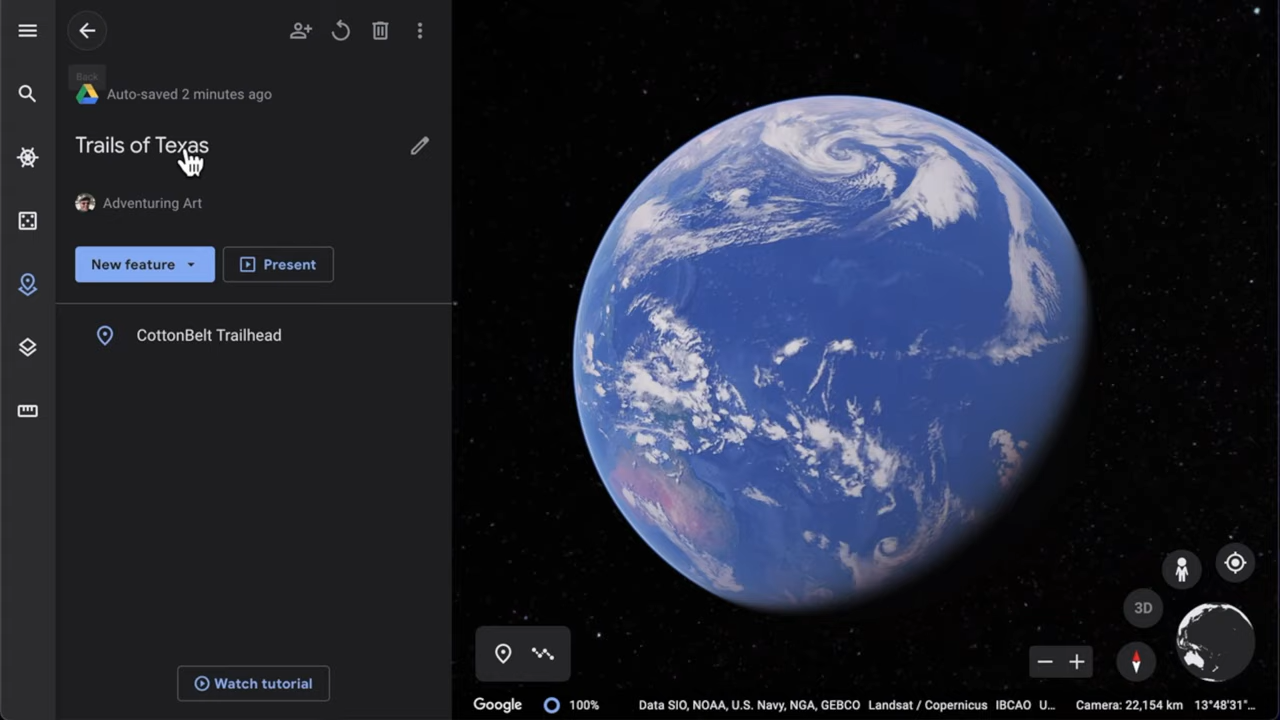 Back
Auto-saved 2 minutes ago
Trails of Texas
Adventuring Art
New feature
Present
CottonBelt Trailhead
Watch tutorial
3D
Google
100%
Data SIO, NOAA, U.S. Navy, NGA, GEBCO Landsat / Copernicus IBCAO U...
Camera: 22,154 km 13°48'31"...